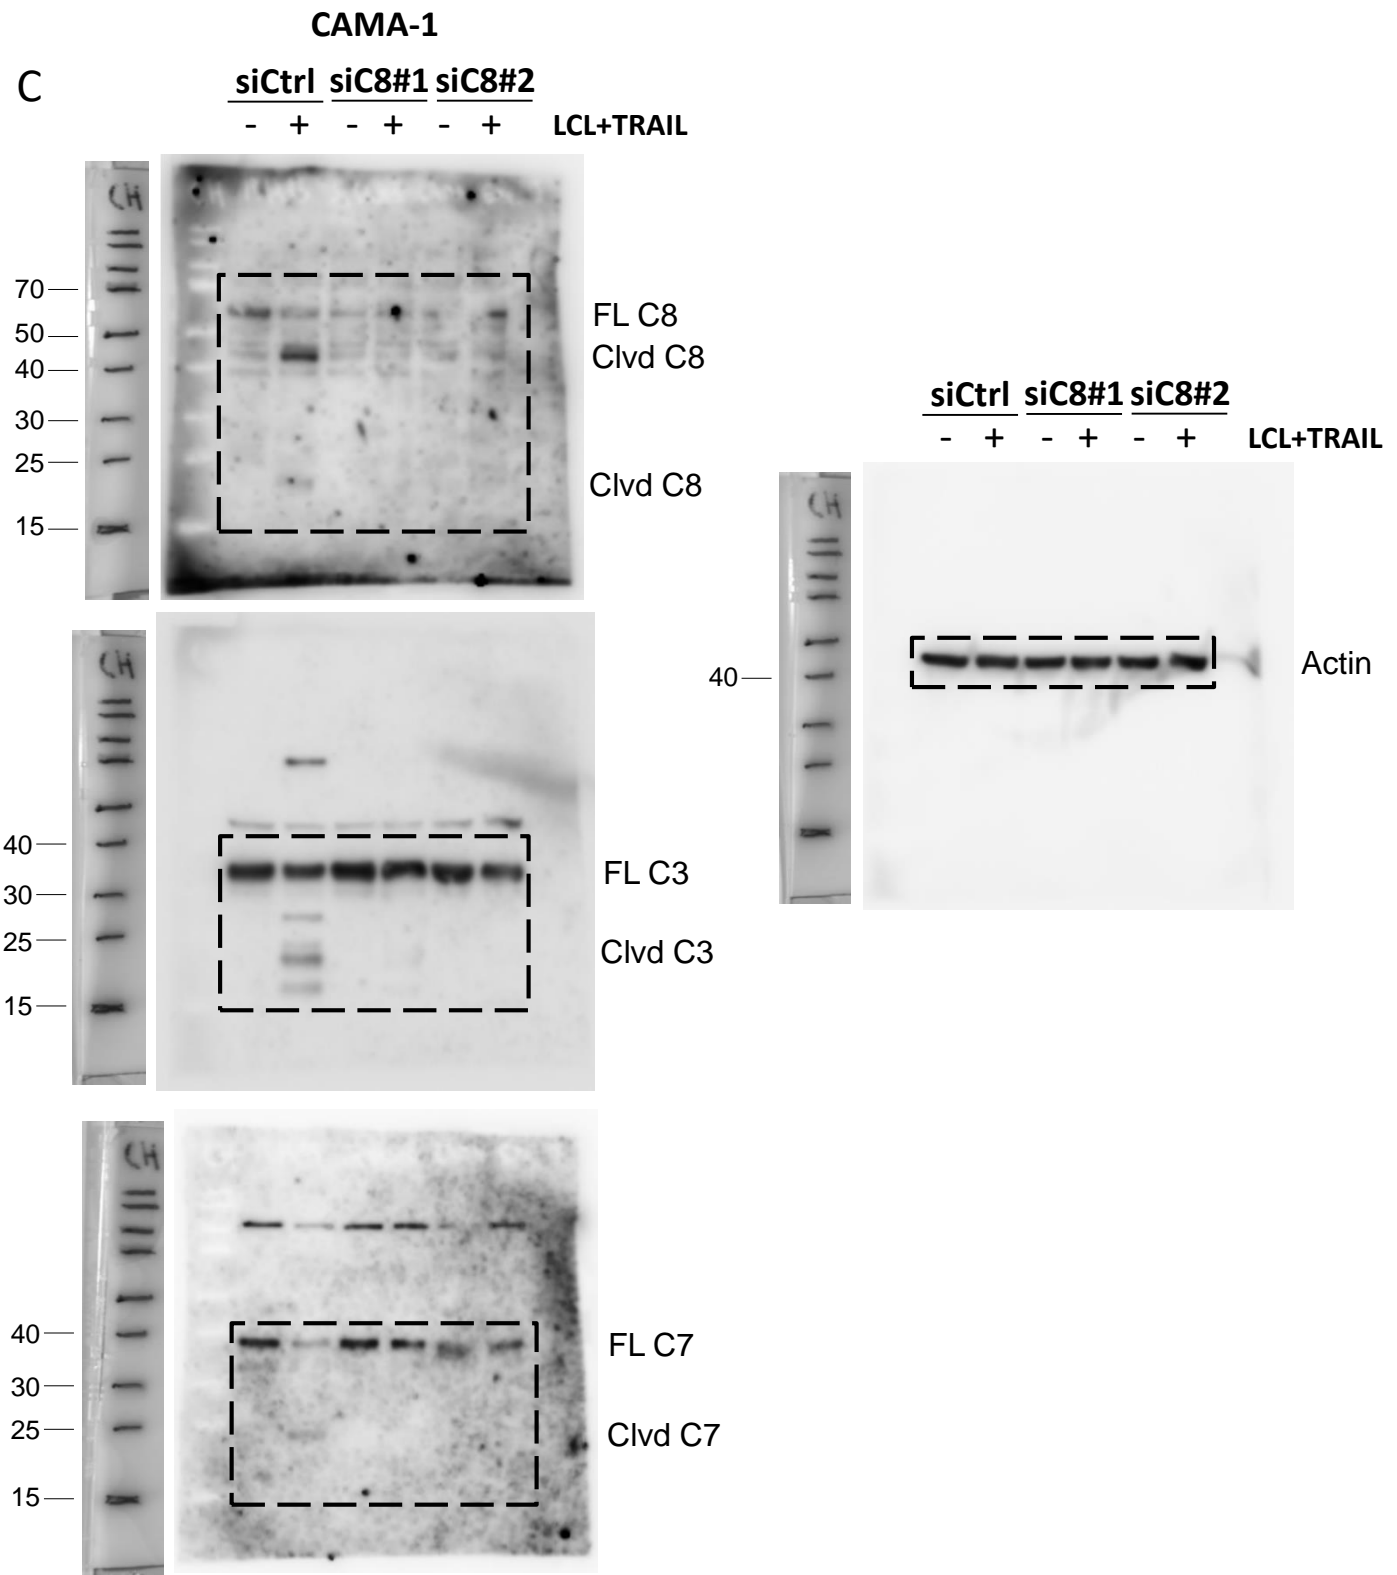 CAMA-1
C
siCtrl siC8#1 siC8#2
- + - + - + LCL+TRAIL
CH
70
50
40
30
25
15
FL C8
Clvd C8
Clvd C8
siCtrl siC8#1 siC8#2
- + - + - + LCL+TRAIL
CH
40
Actin
CH
40
30
25
15
FL C3
Clvd C3
CH
40
30
25
15
FL C7
Clvd C7